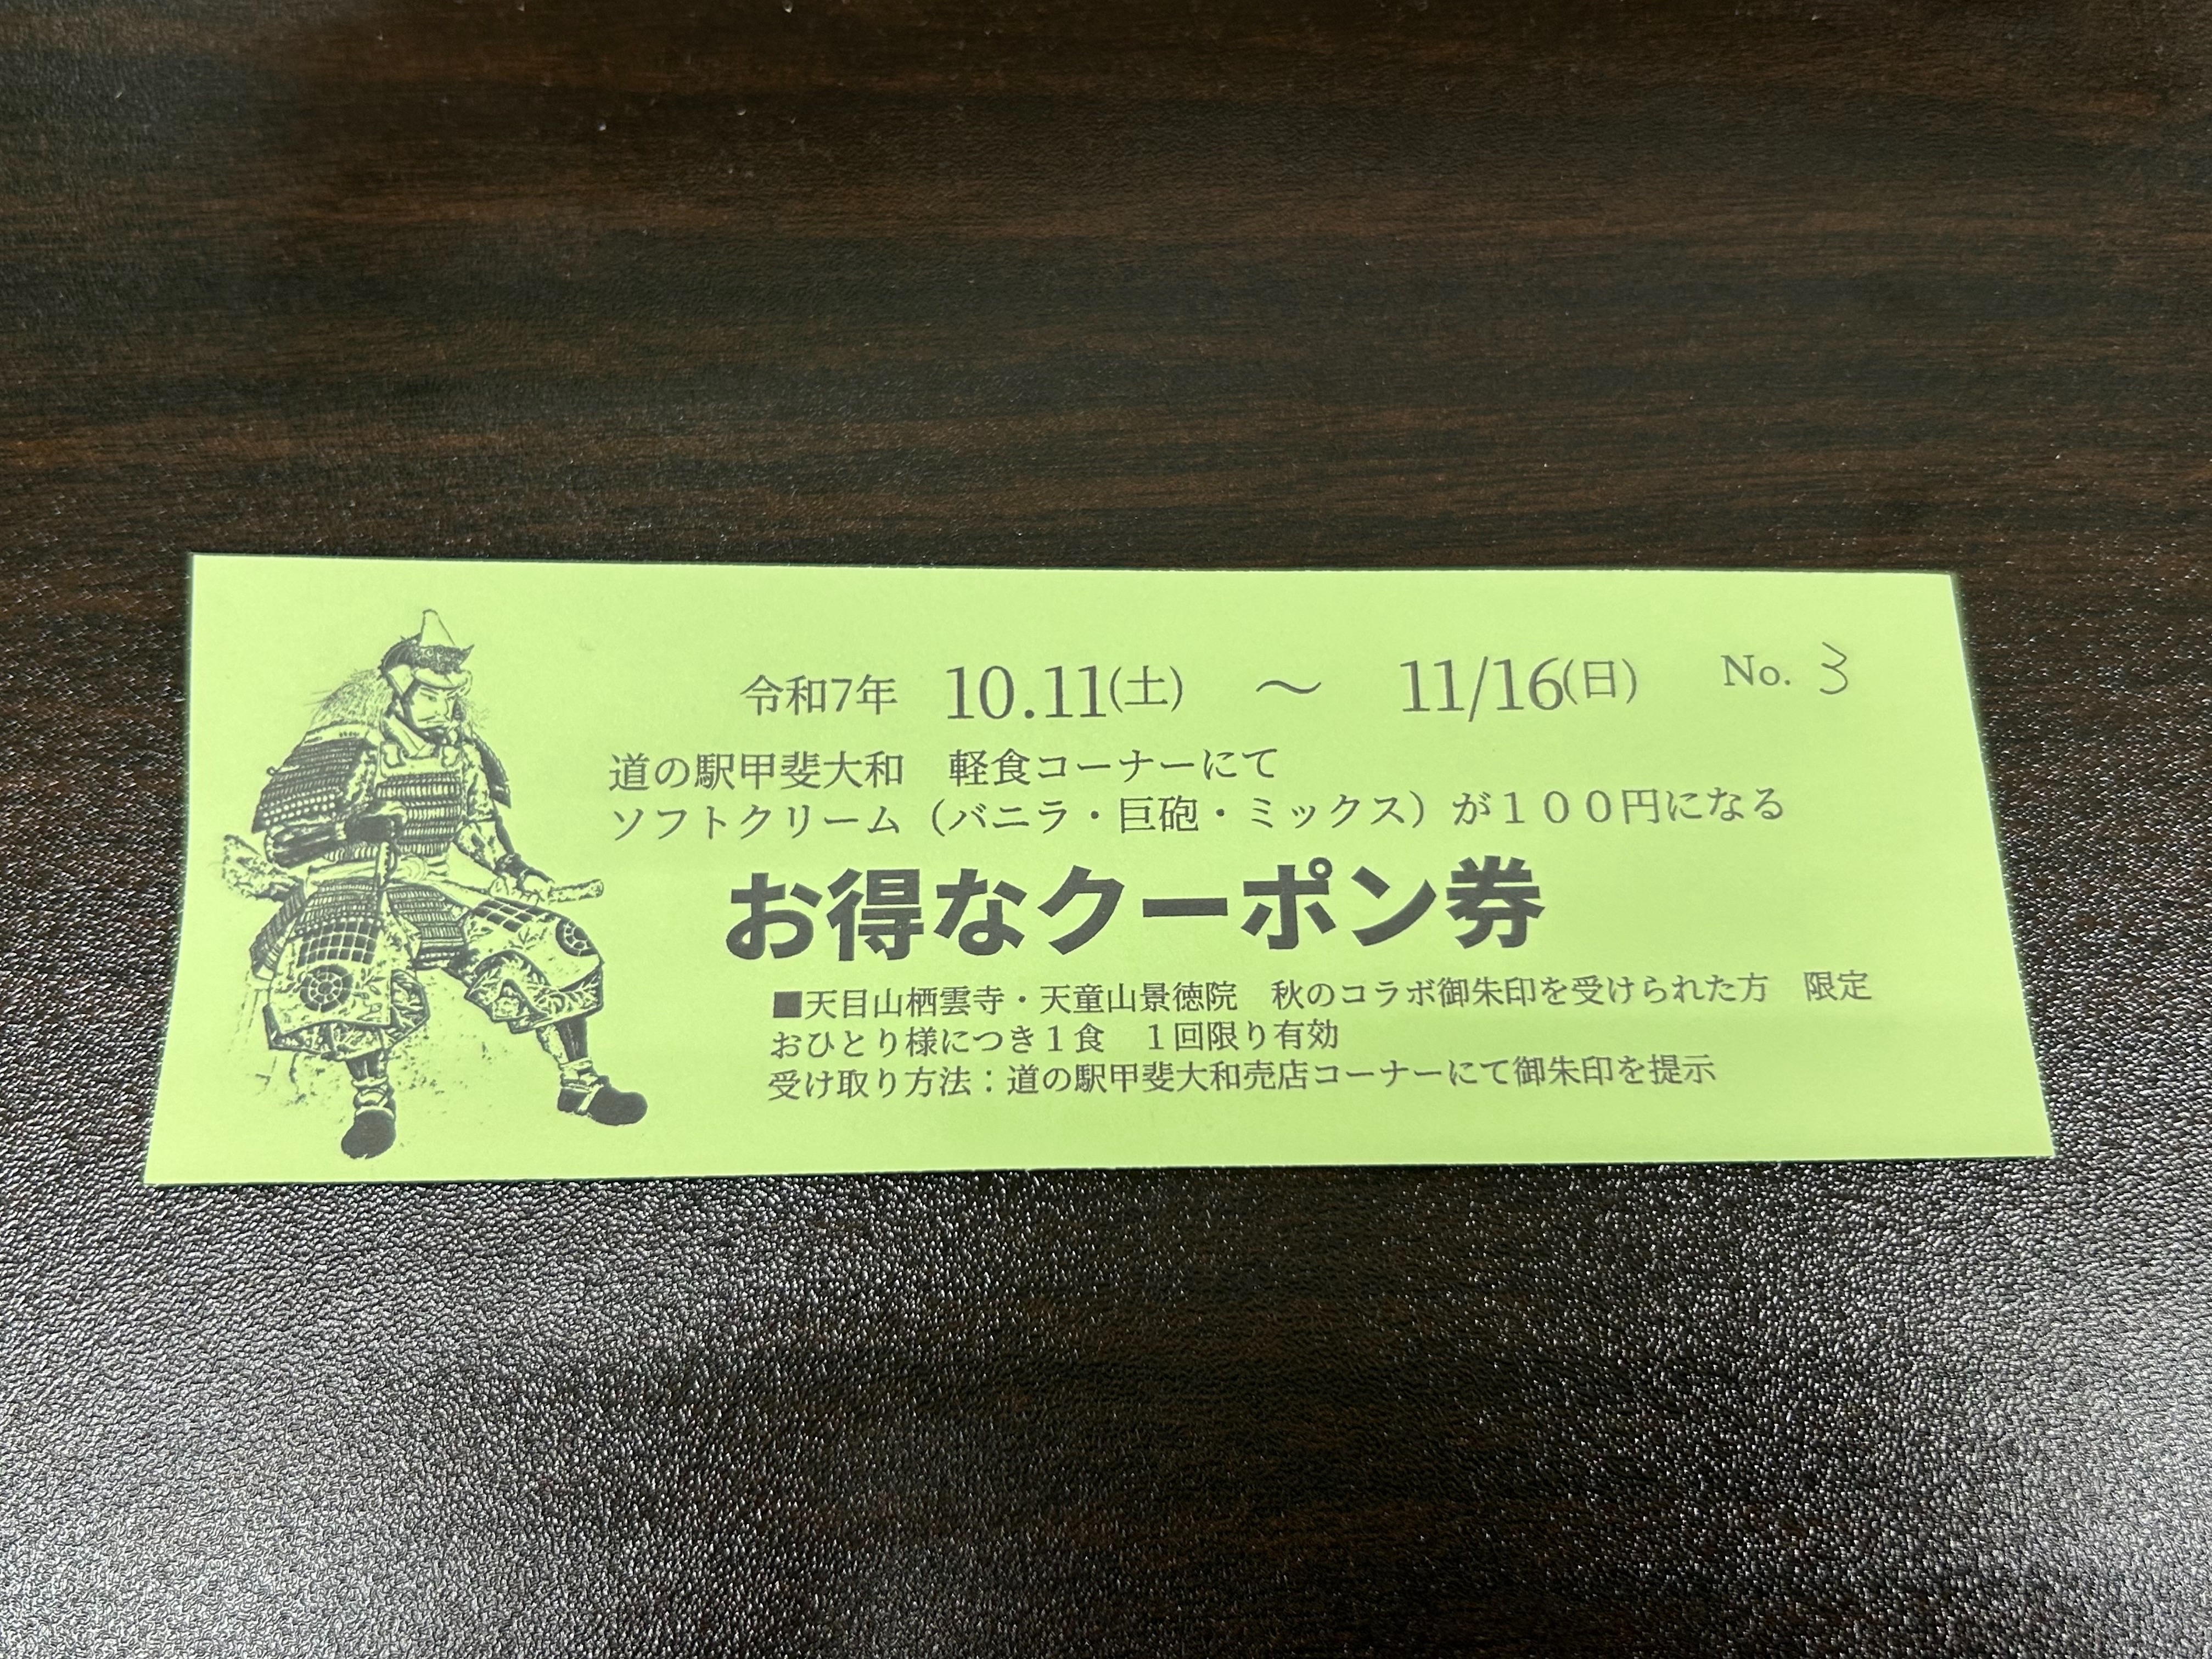 令和7年　10.11(土)　～　11/16(日)　No. 3
道の駅甲斐大和　軽食コーナーにて
ソフトクリーム（バニラ・巨砲・ミックス）が１００円になる
お得なクーポン券
■天目山栖雲寺・天童山景徳院　秋のコラボ御朱印を受けられた方　限定
おひとり様につき１食　１回限り有効
受け取り方法：道の駅甲斐大和売店コーナーにて御朱印を提示